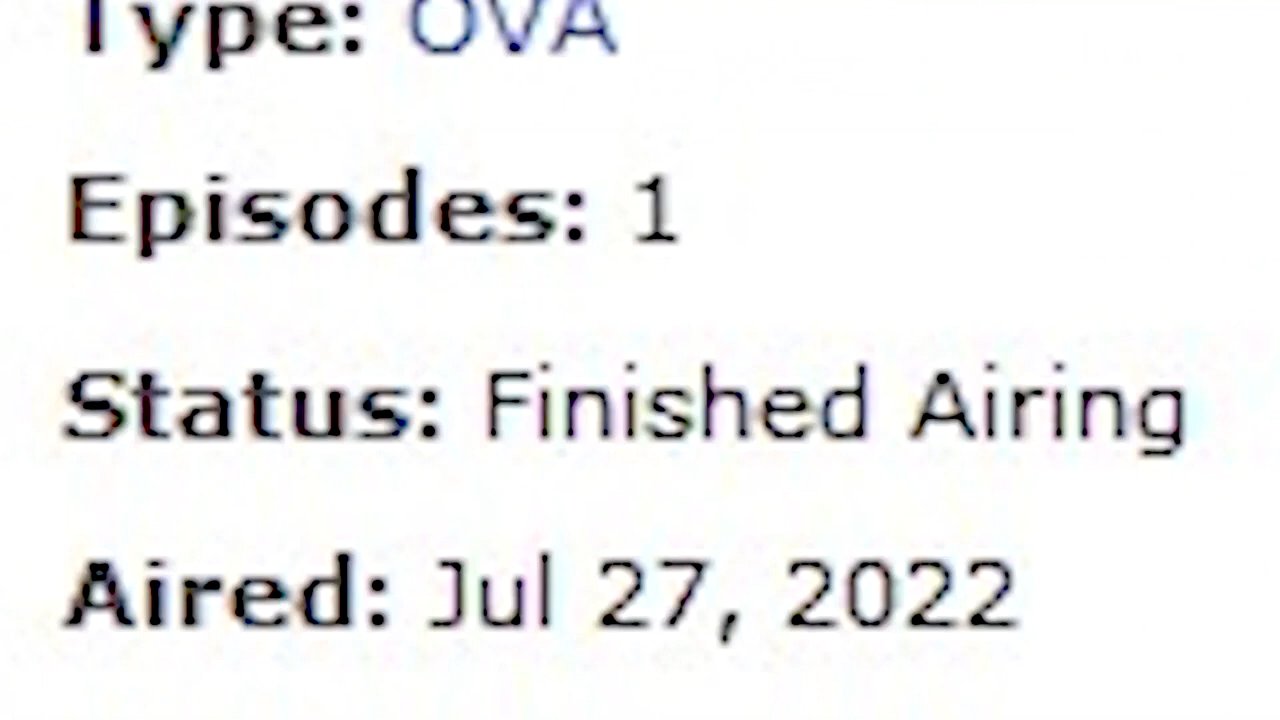 Type: OVA
Episodes: 1
Status: Finished Airing
Aired: Jul 27, 2022